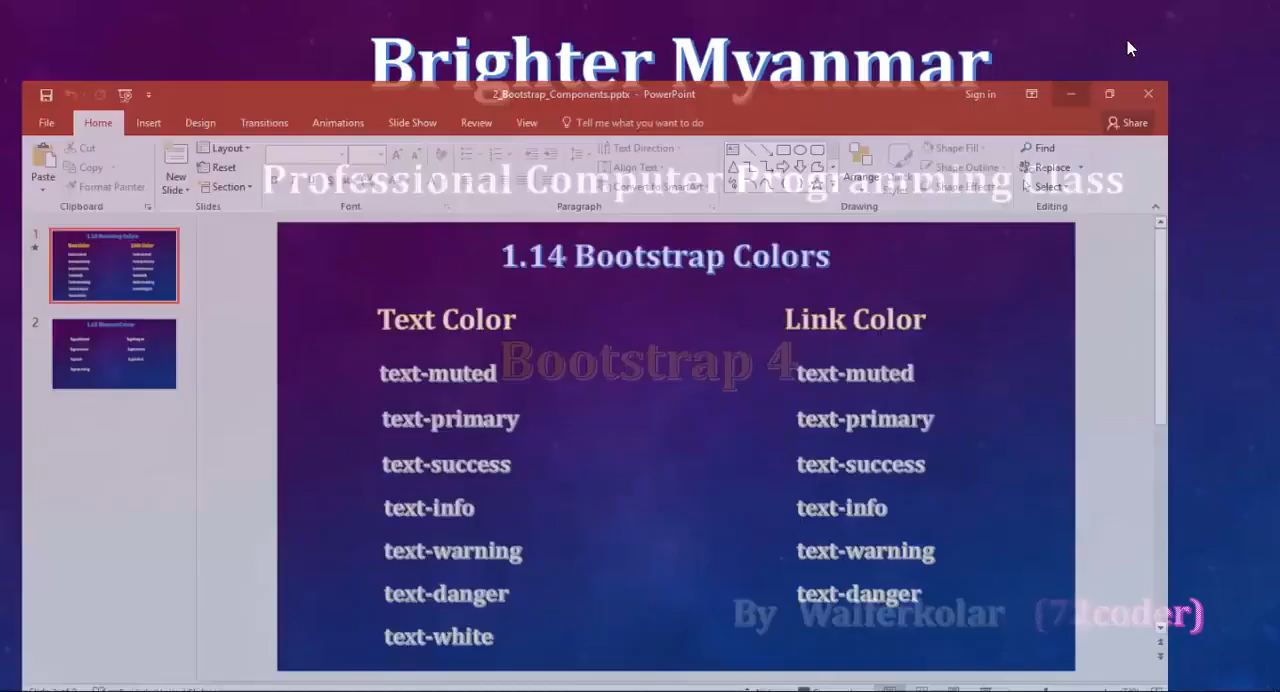 Brighter Myanmar
2_Bootstrap_Components.pptx - PowerPoint
Sign in
File Home Insert Design Transitions Animations Slide Show Review View Tell me what you want to do Share
Paste
Cut
Copy
Format Painter
Clipboard
New Slide
Layout
Reset
Section
Slides
Font
Text Direction
Align Text
Convert to SmartArt
Paragraph
Arrange
Quick Styles
Shape Fill
Shape Outline
Shape Effects
Drawing
Find
Replace
Select
Editing
Professional Computer Programming Class
1
2
1.14 Bootstrap Colors
Text Color Link Color
Bootstrap 4
text-muted text-muted
text-primary text-primary
text-success text-success
text-info text-info
text-warning text-warning
text-danger text-danger
text-white
By Waiferkolar (72coder)